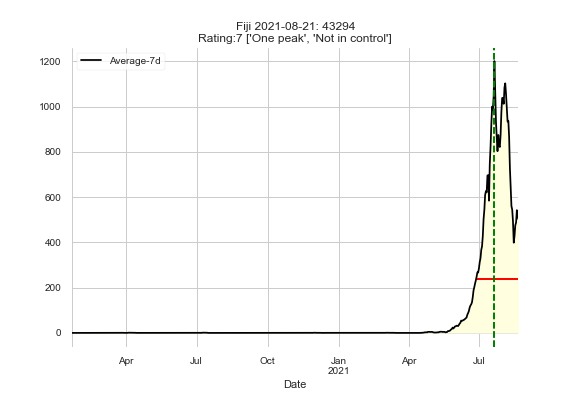 Fiji 2021-08-21: 43294
Rating:7 ['One peak', 'Not in control']
Average-7d
1200
1000
800
600
400
200
0
Apr Jul Oct Jan Apr Jul
2021
Date